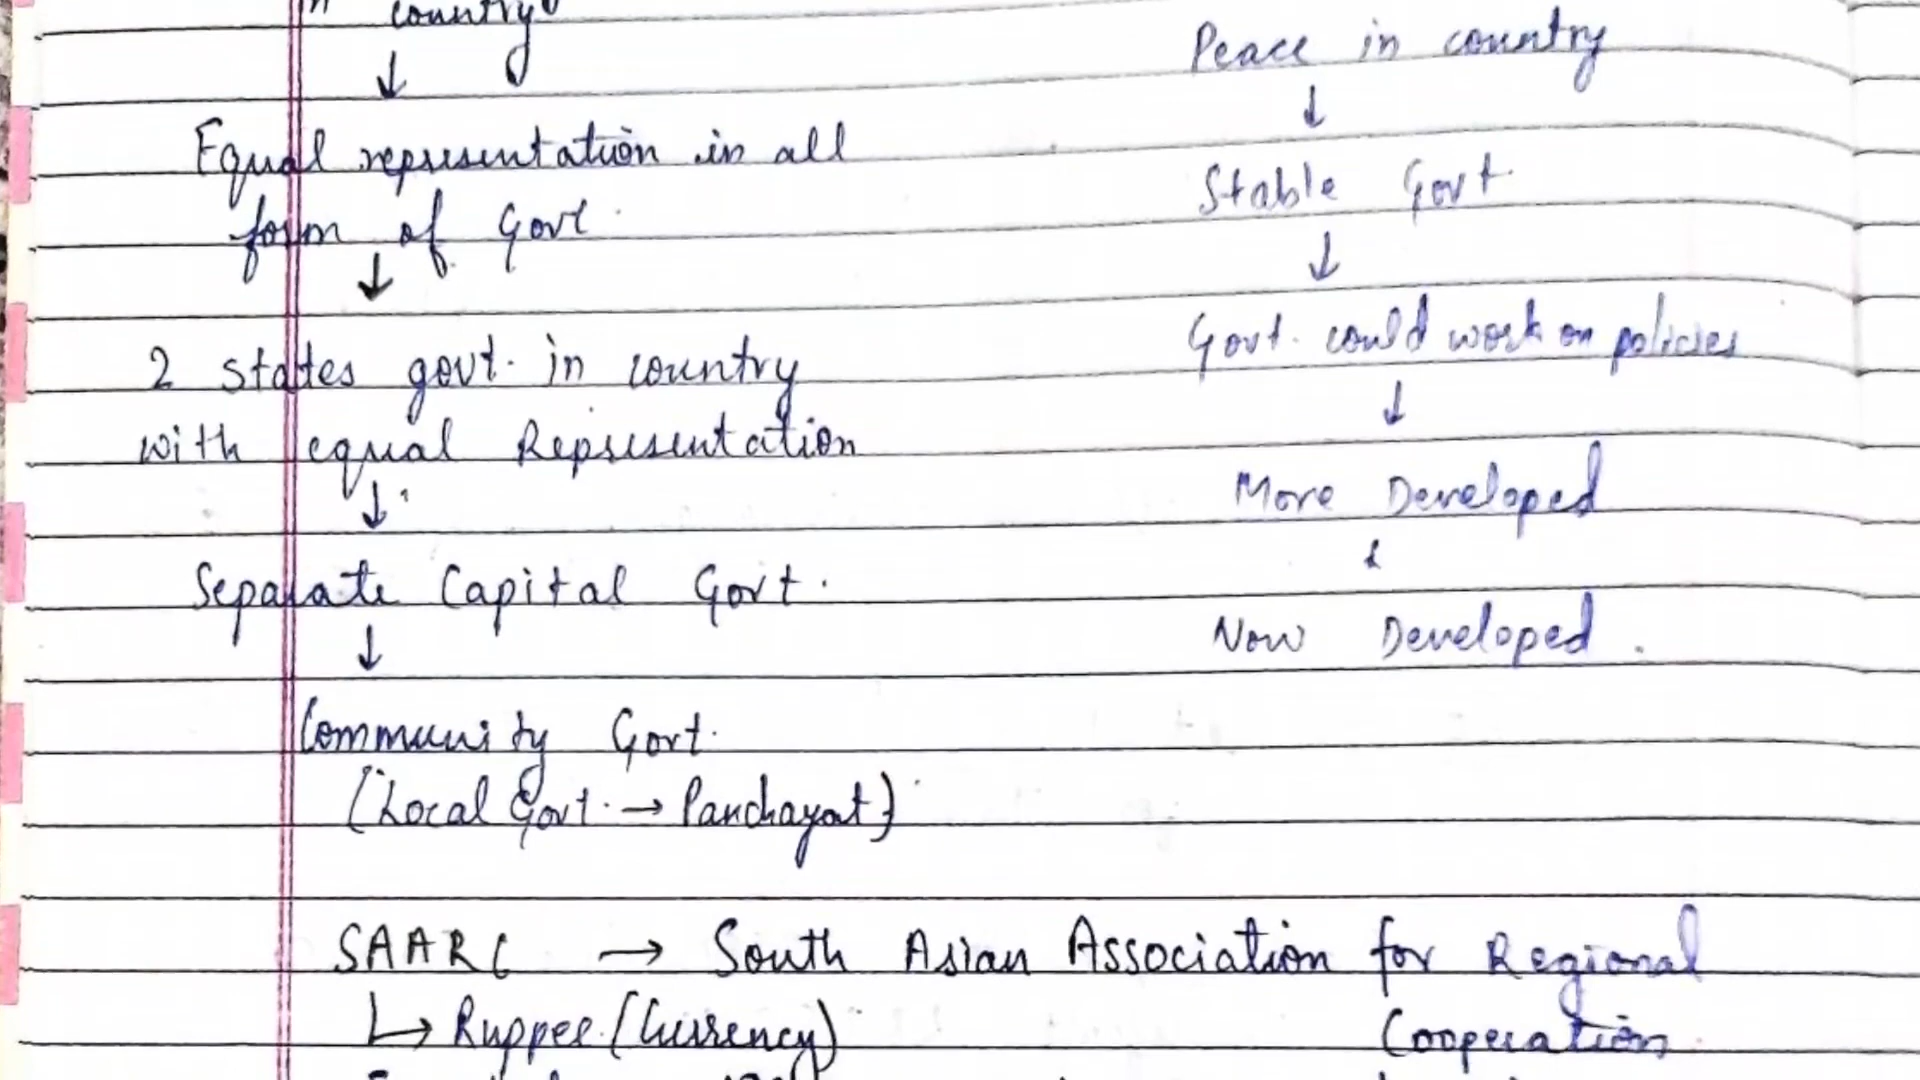 country
↓
Equal representation in all
form of Govt.
↓
2 states govt. in country
with equal Representation
↓
Separate Capital Govt.
↓
Community Govt.
(Local Govt. → Panchayat)
Peace in country
↓
Stable Govt.
↓
Govt. could work on policies
↓
More Developed
&
Now Developed.
SAARC → South Asian Association for Regional
Cooperation
↳ Ruppee (Currency)